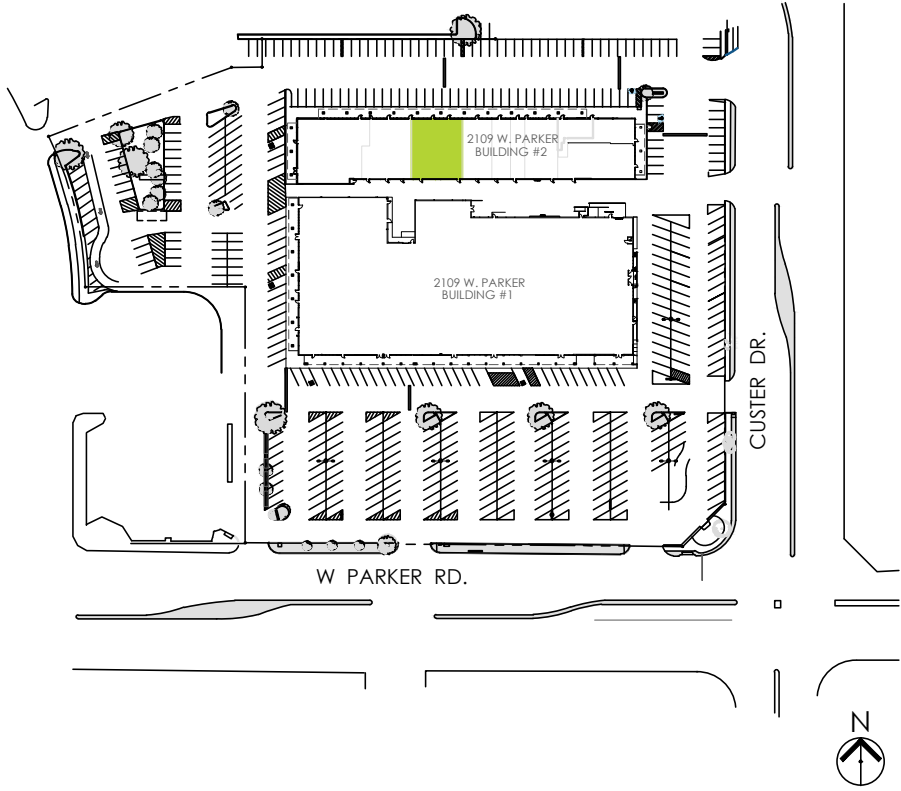 2109 W. PARKER
BUILDING #2
2109 W. PARKER
BUILDING #1
CUSTER DR.
W PARKER RD.
N